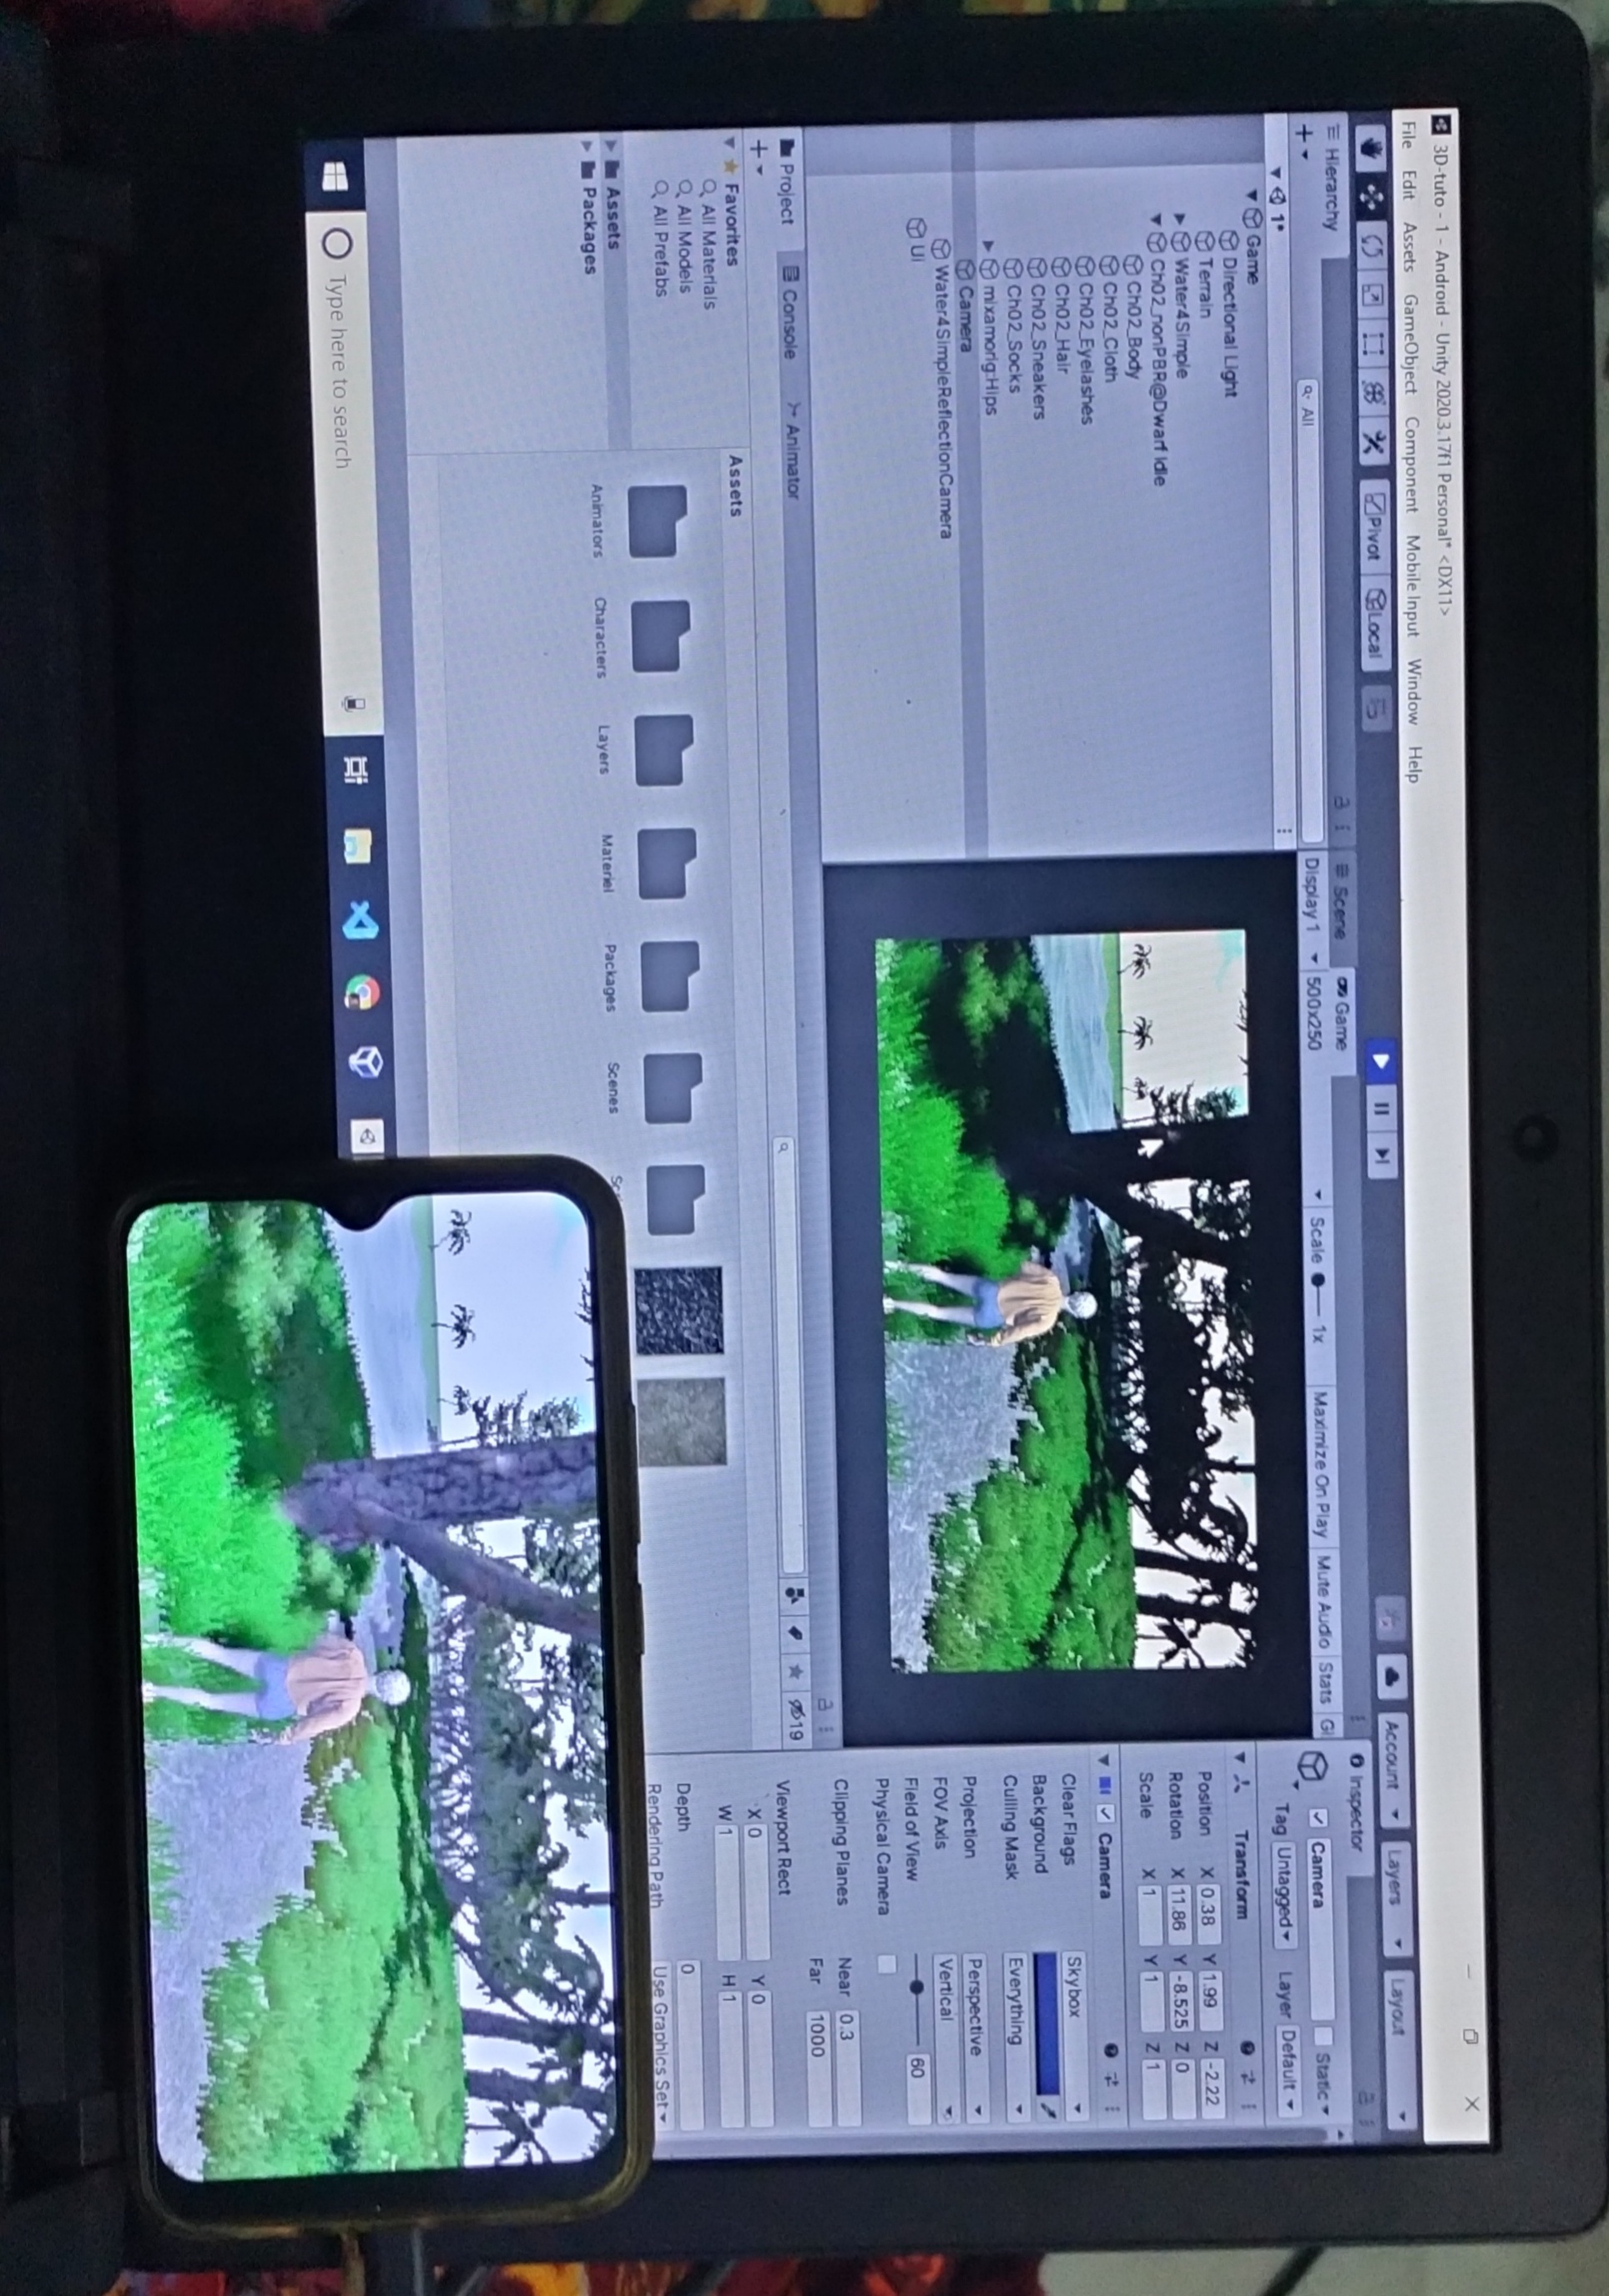 3D-tuto - 1 - Android - Unity 2020.3.17f1 Personal* <DX11>
File Edit Assets GameObject Component Mobile Input Window Help
Pivot Local
Account Layers Layout
Hierarchy
All
1*
Game
Directional Light
Terrain
Water4Simple
Ch02_nonPBR@Dwarf Idle
Ch02_Body
Ch02_Cloth
Ch02_Eyelashes
Ch02_Hair
Ch02_Sneakers
Ch02_Socks
mixamorig:Hips
Camera
Water4SimpleReflectionCamera
Ui
Scene Game
Display 1 500x250 Scale 1x Maximize On Play Mute Audio Stats Gi
Inspector
Camera Static
Tag Untagged Layer Default
Transform
Position X 0.38 Y 1.99 Z -2.22
Rotation X 11.86 Y -8.525 Z 0
Scale X 1 Y 1 Z 1
Camera
Clear Flags Skybox
Background
Culling Mask Everything
Projection Perspective
FOV Axis Vertical
Field of View 60
Physical Camera
Clipping Planes Near 0.3
Far 1000
Viewport Rect
X 0 Y 0
W 1 H 1
Depth 0
Rendering Path Use Graphics Set
Project Console Animator
19
Favorites
All Materials
All Models
All Prefabs
Assets
Packages
Assets
Animators Characters Layers Materiel Packages Scenes
Type here to search